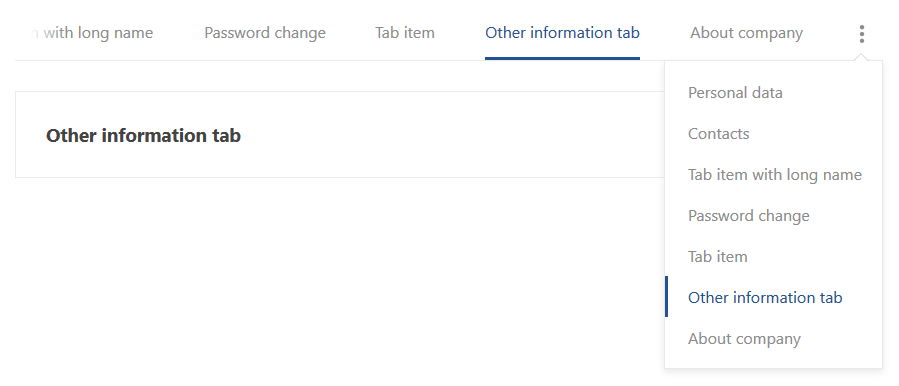 with long name Password change Tab item Other information tab About company
Personal data
Other information tab
Contacts
Tab item with long name
Password change
Tab item
Other information tab
About company